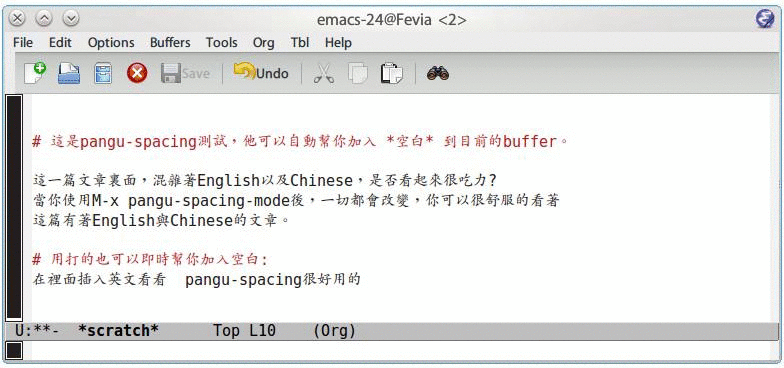 emacs-24@Fevia <2>
File Edit Options Buffers Tools Org Tbl Help
Save Undo
# 這是pangu-spacing測試，他可以自動幫你加入 *空白* 到目前的buffer。
這一篇文章裏面，混雜著English以及Chinese，是否看起來很吃力?
當你使用M-x pangu-spacing-mode後，一切都會改變，你可以很舒服的看著
這篇有著English與Chinese的文章。
# 用打的也可以即時幫你加入空白:
在裡面插入英文看看  pangu-spacing很好用的
U:**-  *scratch*      Top L10    (Org)